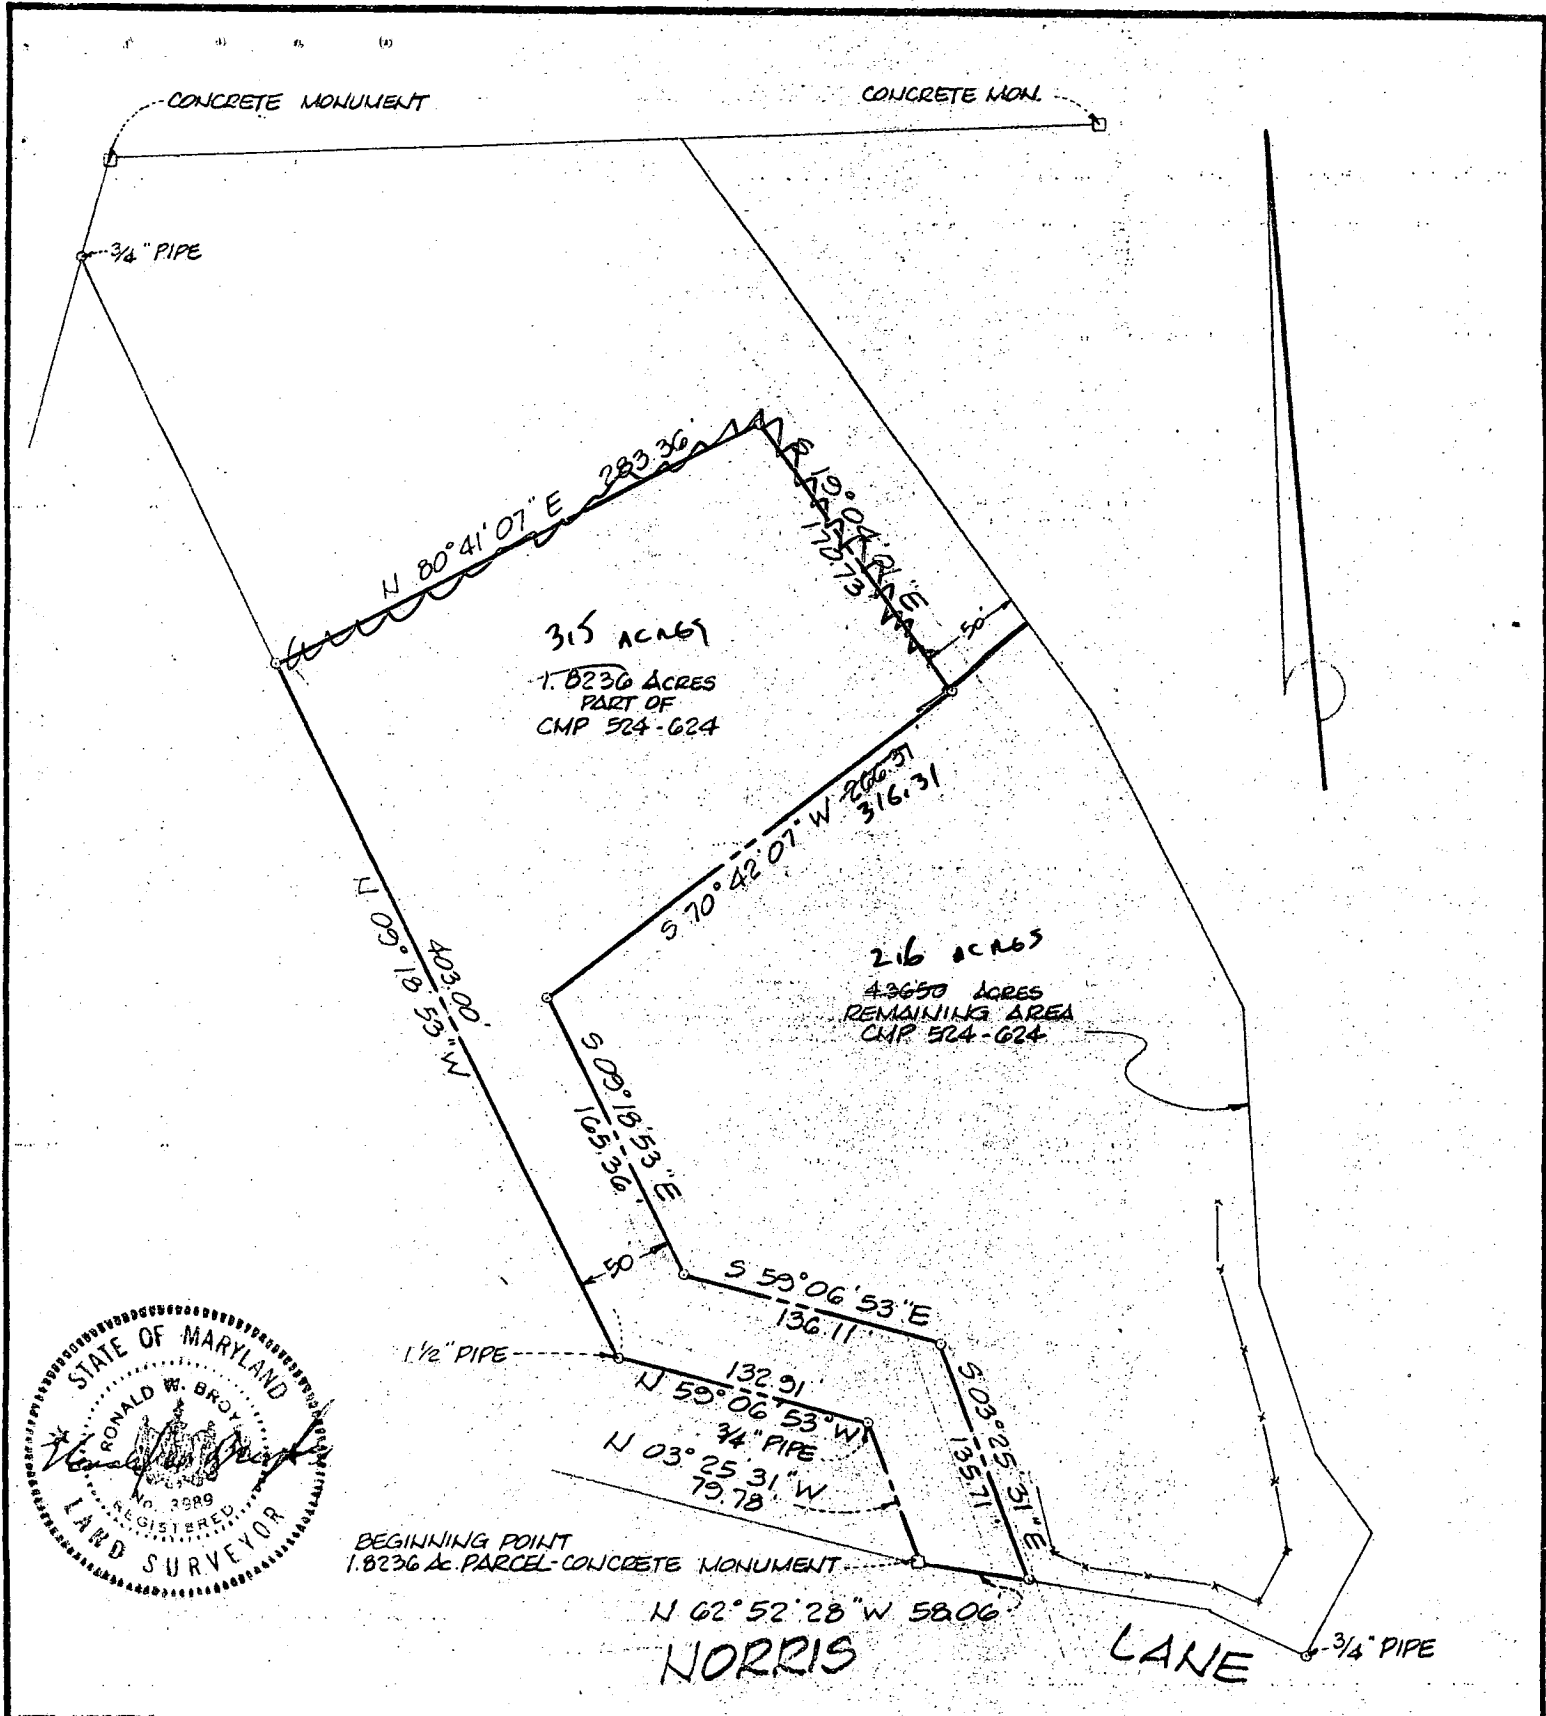 CONCRETE MONUMENT
CONCRETE MON.
3/4" PIPE
N 80°41'07" E 283.36'
S 19°04'21"E
170.73'
50'
3.5 ACRES
1.8236 ACRES
PART OF
CMP 524-624
S 70°42'07" W 266.31
316.31
N 09°18'53"W
403.00'
2.6 ACRES
4.3650 ACRES
REMAINING AREA
CMP 524-624
S 09°18'53"E
165.36'
50'
S 59°06'53"E
136.11'
1 1/2" PIPE
132.91'
N 59°06'53"W
3/4" PIPE
N 03°25'31"W
79.78'
S 03°25'31"E
135.71'
STATE OF MARYLAND
RONALD W.
No. 3989
REGISTERED
LAND SURVEYOR
BEGINNING POINT
1.8236 Ac. PARCEL-CONCRETE MONUMENT
N 62°52'28"W 58.06'
NORRIS LANE
3/4" PIPE